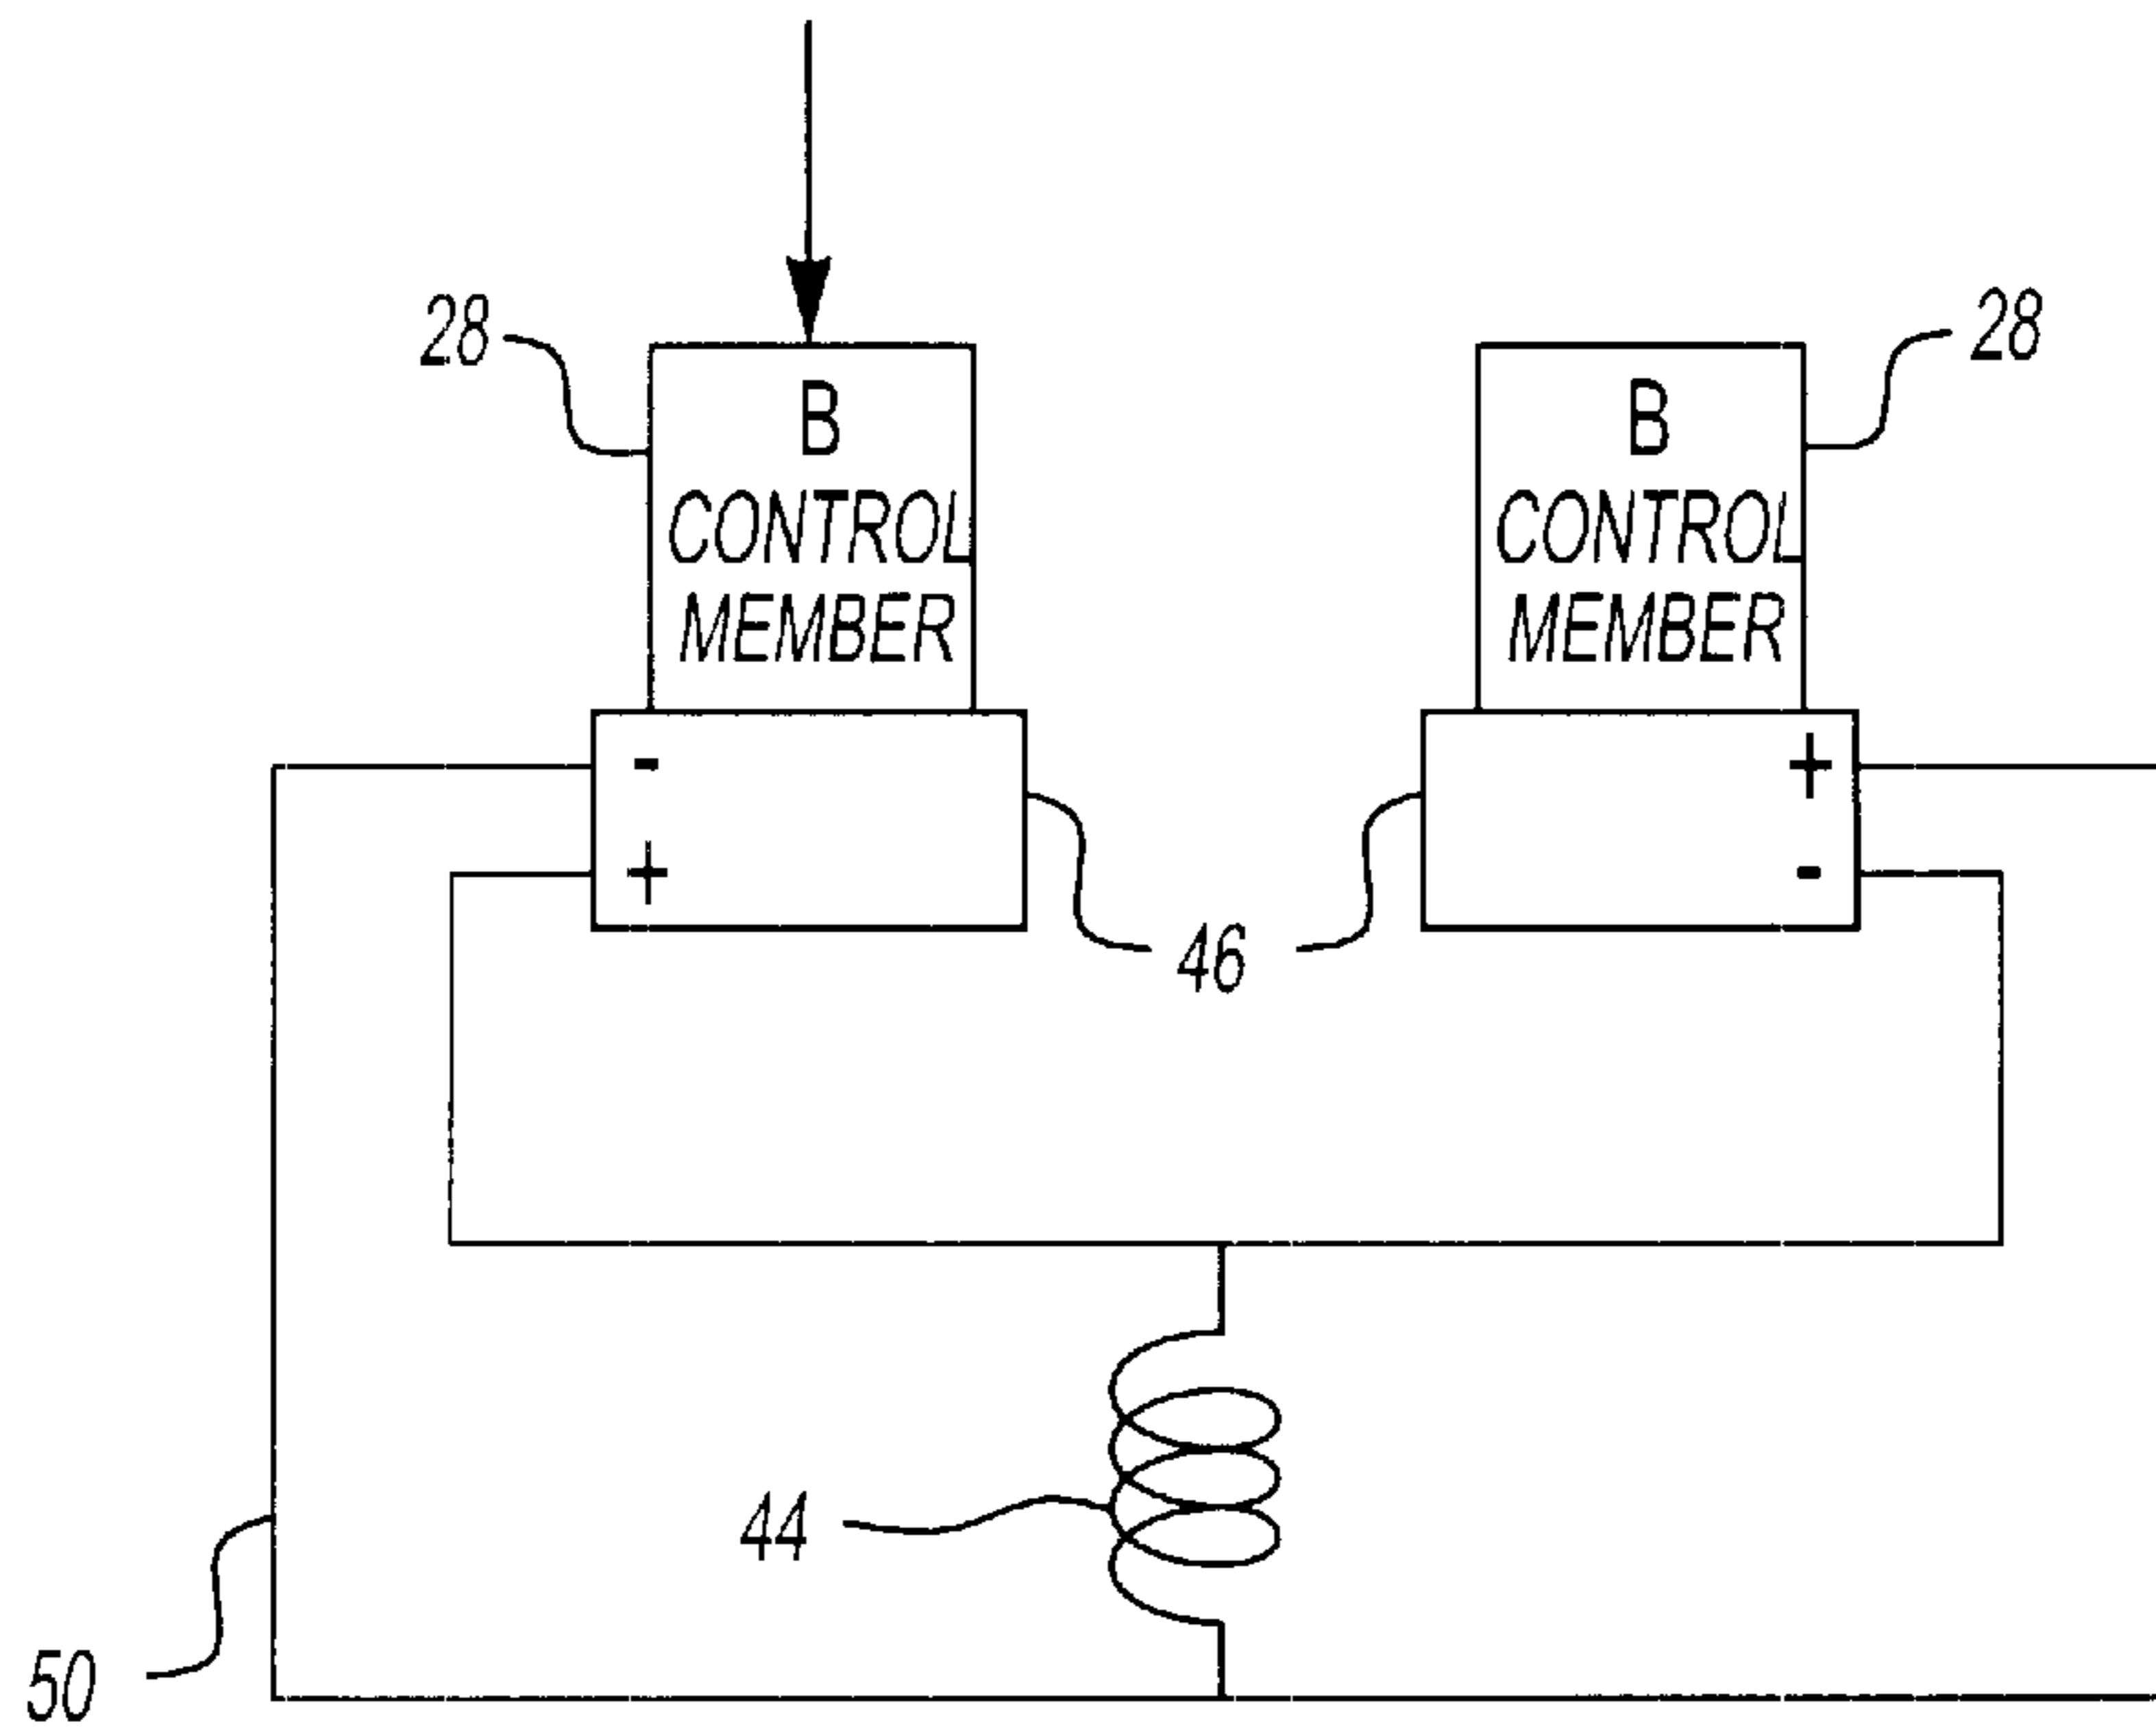 28
28
B
CONTROL
MEMBER
B
CONTROL
MEMBER
-
+
+
-
46
44
50